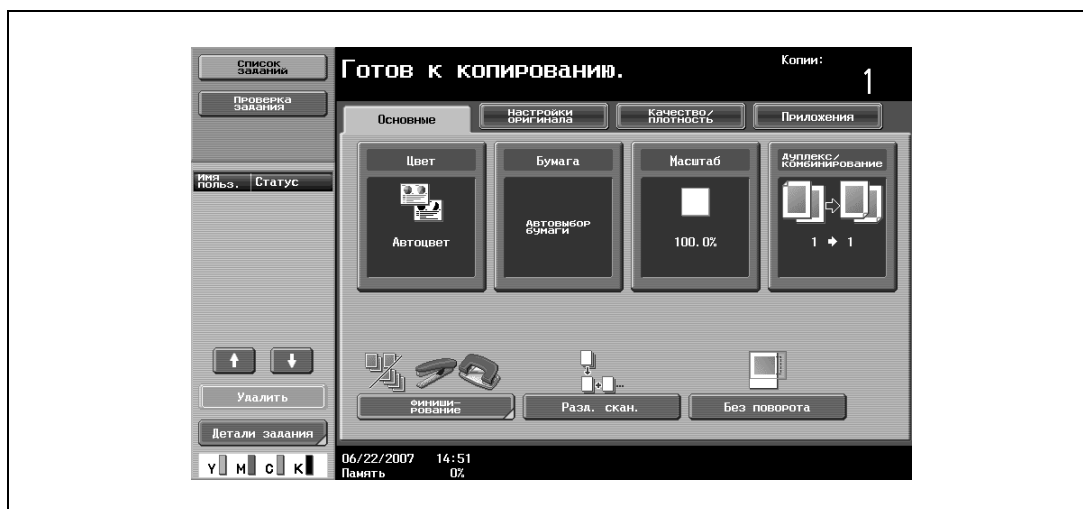 Список
заданий
Проверка
задания
Имя
польз.
Статус
Удалить
Детали задания
Y M C K
Готов к копированию.
Копии:
1
Основные
Настройки
оригинала
Качество/
плотность
Приложения
Цвет
Автоцвет
Бумага
Автовыбор
бумаги
Масштаб
100.0%
Дуплекс/
комбинирование
1 → 1
Финиши-
рование
Разд. скан.
Без поворота
06/22/2007 14:51
Память 0%